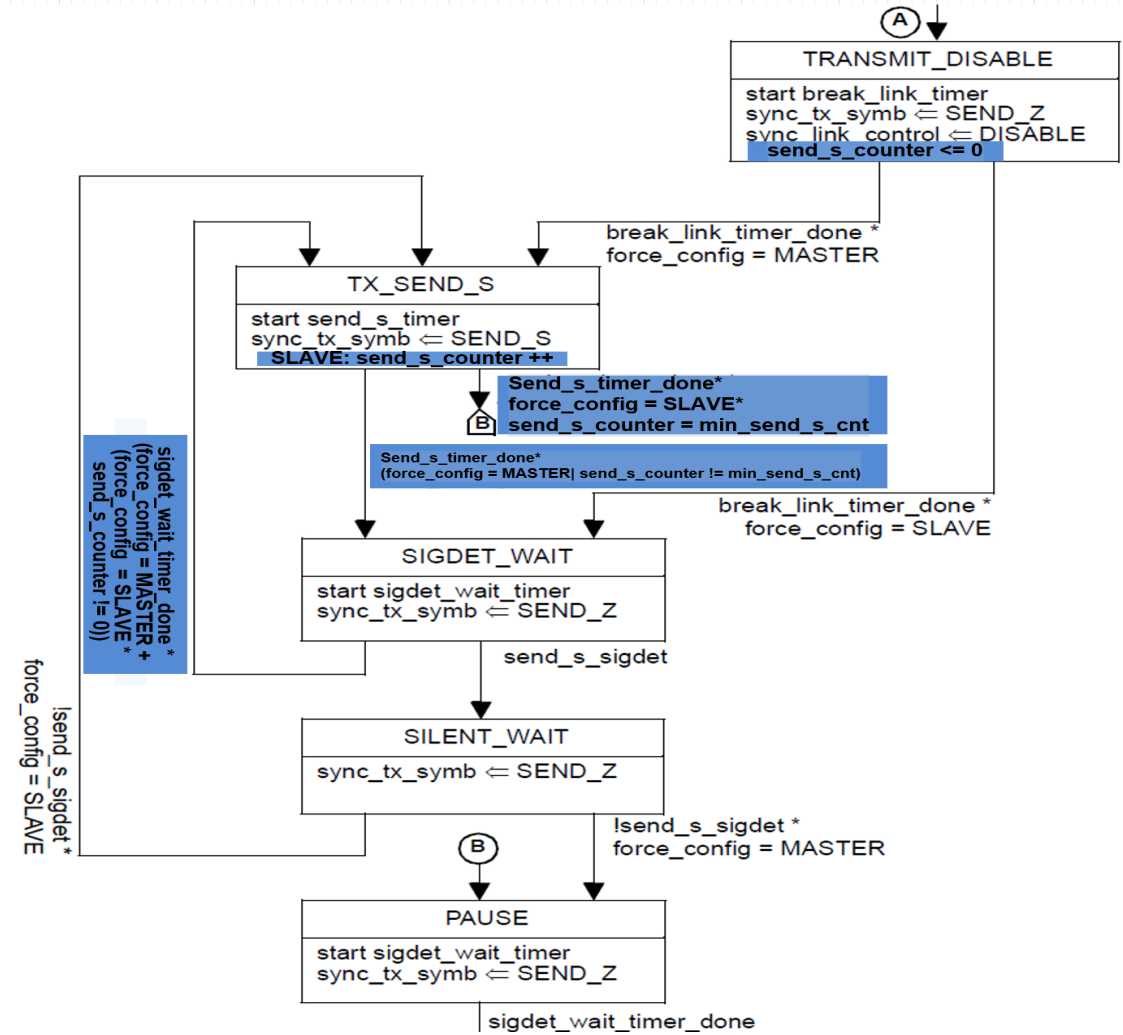 A
TRANSMIT_DISABLE
start break_link_timer
sync_tx_symb ⇐ SEND_Z
sync_link_control ⇐ DISABLE
send_s_counter <= 0
break_link_timer_done *
force_config = MASTER
TX_SEND_S
start send_s_timer
sync_tx_symb ⇐ SEND_S
SLAVE: send_s_counter ++
Send_s_timer_done*
force_config = SLAVE*
send_s_counter = min_send_s_cnt
B
Send_s_timer_done*
(force_config = MASTER| send_s_counter != min_send_s_cnt)
sigdet_wait_timer_done *
(force_config = MASTER +
(force_config = SLAVE *
send_s_counter != 0))
break_link_timer_done *
force_config = SLAVE
SIGDET_WAIT
start sigdet_wait_timer
sync_tx_symb ⇐ SEND_Z
send_s_sigdet
!send_s_sigdet *
force_config = SLAVE
SILENT_WAIT
sync_tx_symb ⇐ SEND_Z
!send_s_sigdet *
force_config = MASTER
B
PAUSE
start sigdet_wait_timer
sync_tx_symb ⇐ SEND_Z
sigdet_wait_timer_done